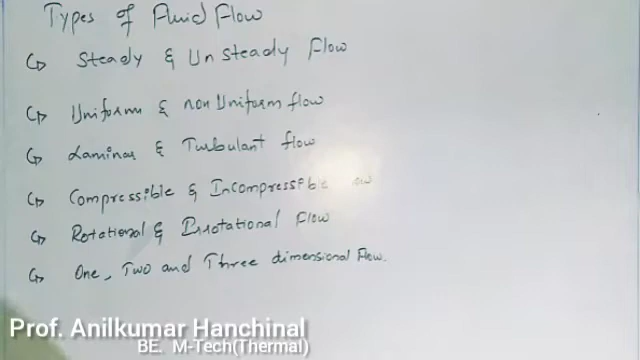 Types of Fluid Flow
Steady & Unsteady Flow
Uniform & non Uniform flow
Laminar & Turbulant flow
Compressible & Incompressible
Rotational & Irrotational Flow
One, Two and Three dimensional Flow.
Prof. Anilkumar Hanchinal
BE. M-Tech(Thermal)